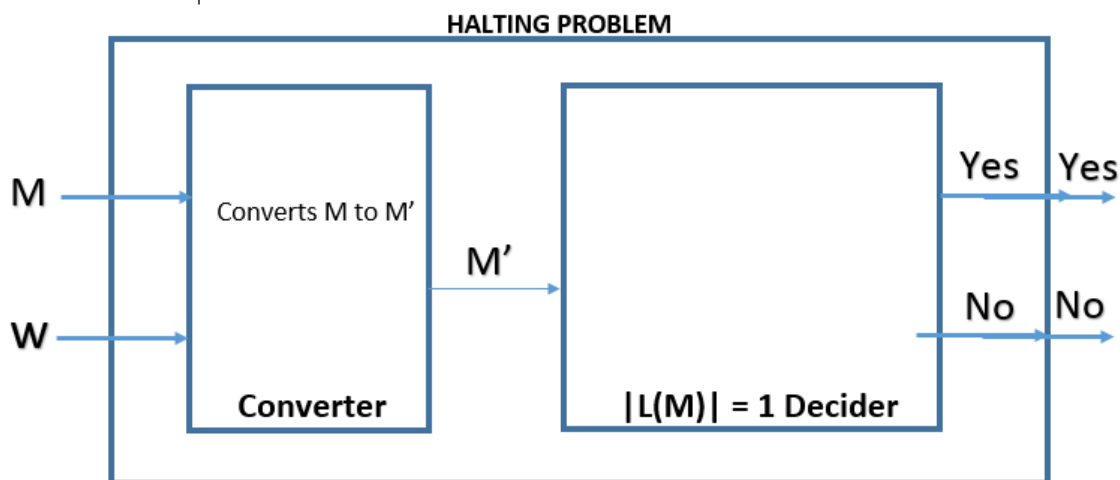 HALTING PROBLEM
M
W
Converts M to M’
Converter
M’
|L(M)| = 1 Decider
Yes
Yes
No
No